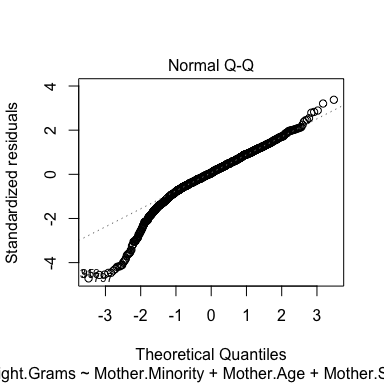 Normal Q-Q
Standardized residuals
4
2
0
-2
-4
-3 -2 -1 0 1 2 3
Theoretical Quantiles
ight.Grams ~ Mother.Minority + Mother.Age + Mother.S